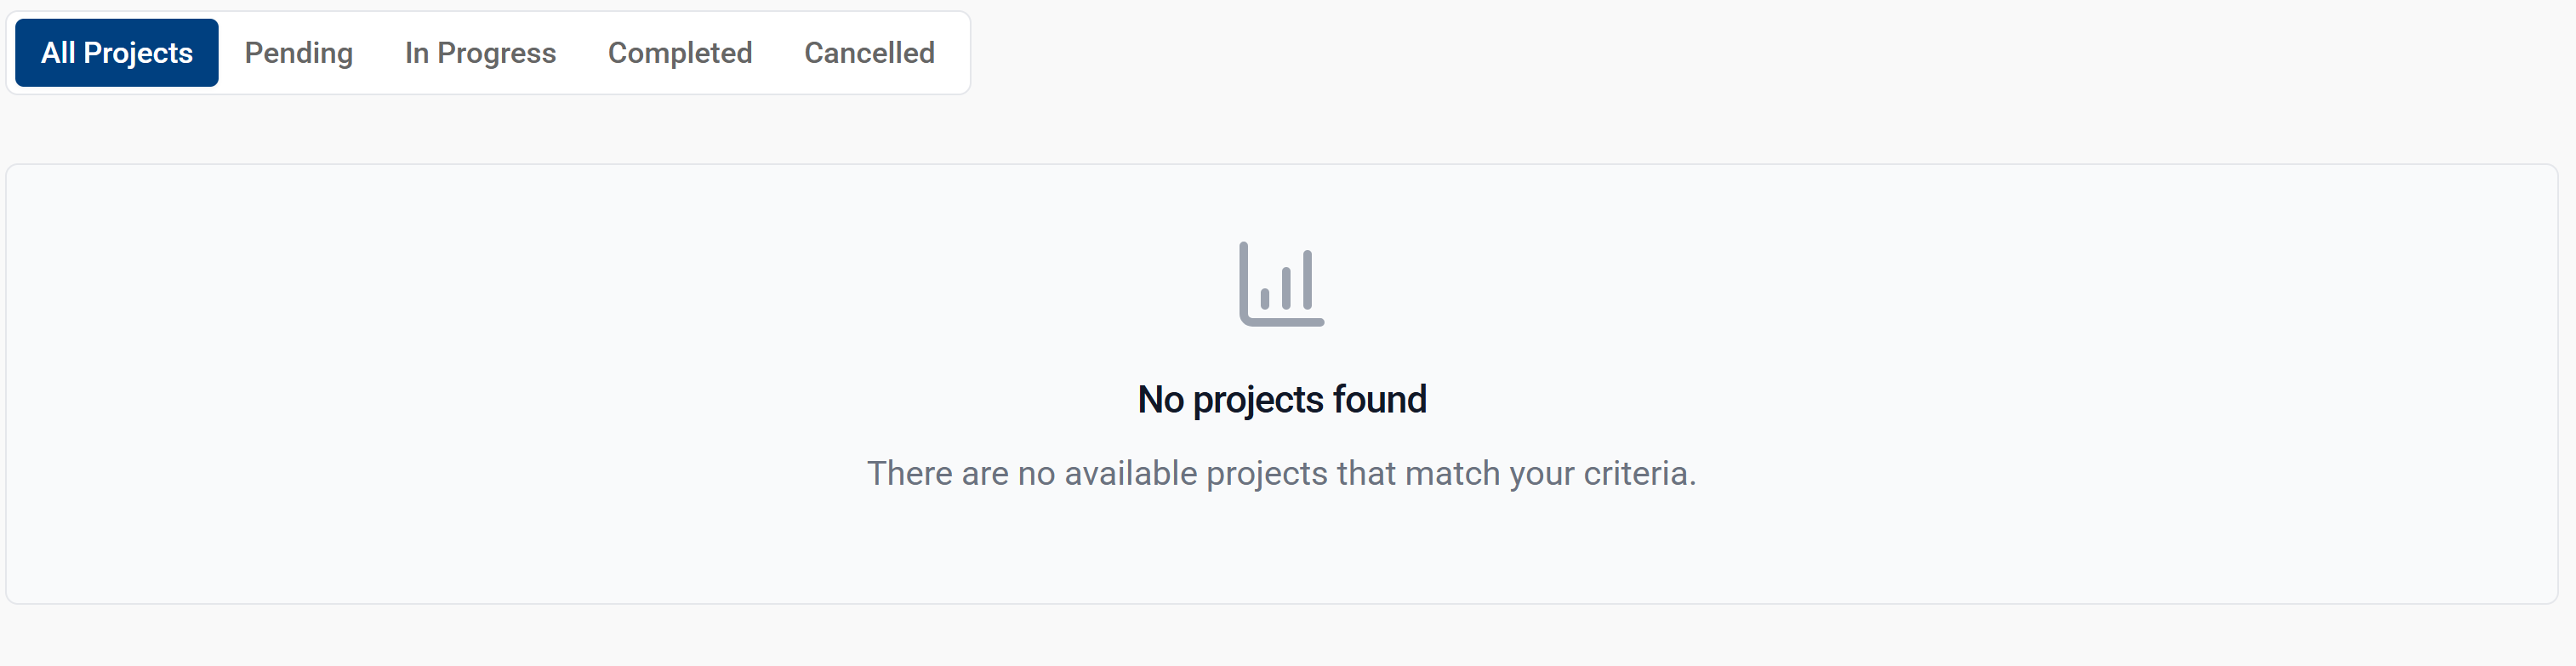 All Projects Pending In Progress Completed Cancelled
No projects found
There are no available projects that match your criteria.